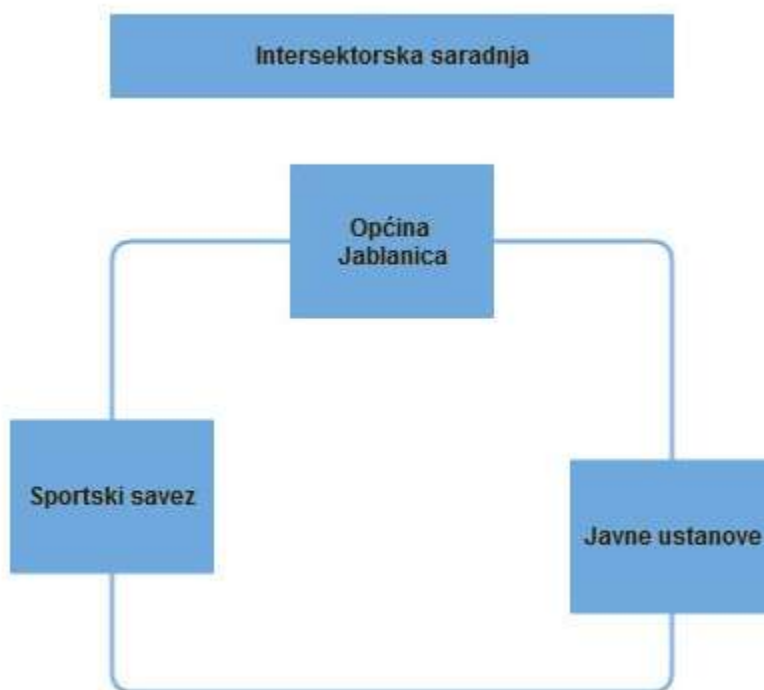 Intersektorska saradnja
Općina
Jablanica
Sportski savez
Javne ustanove